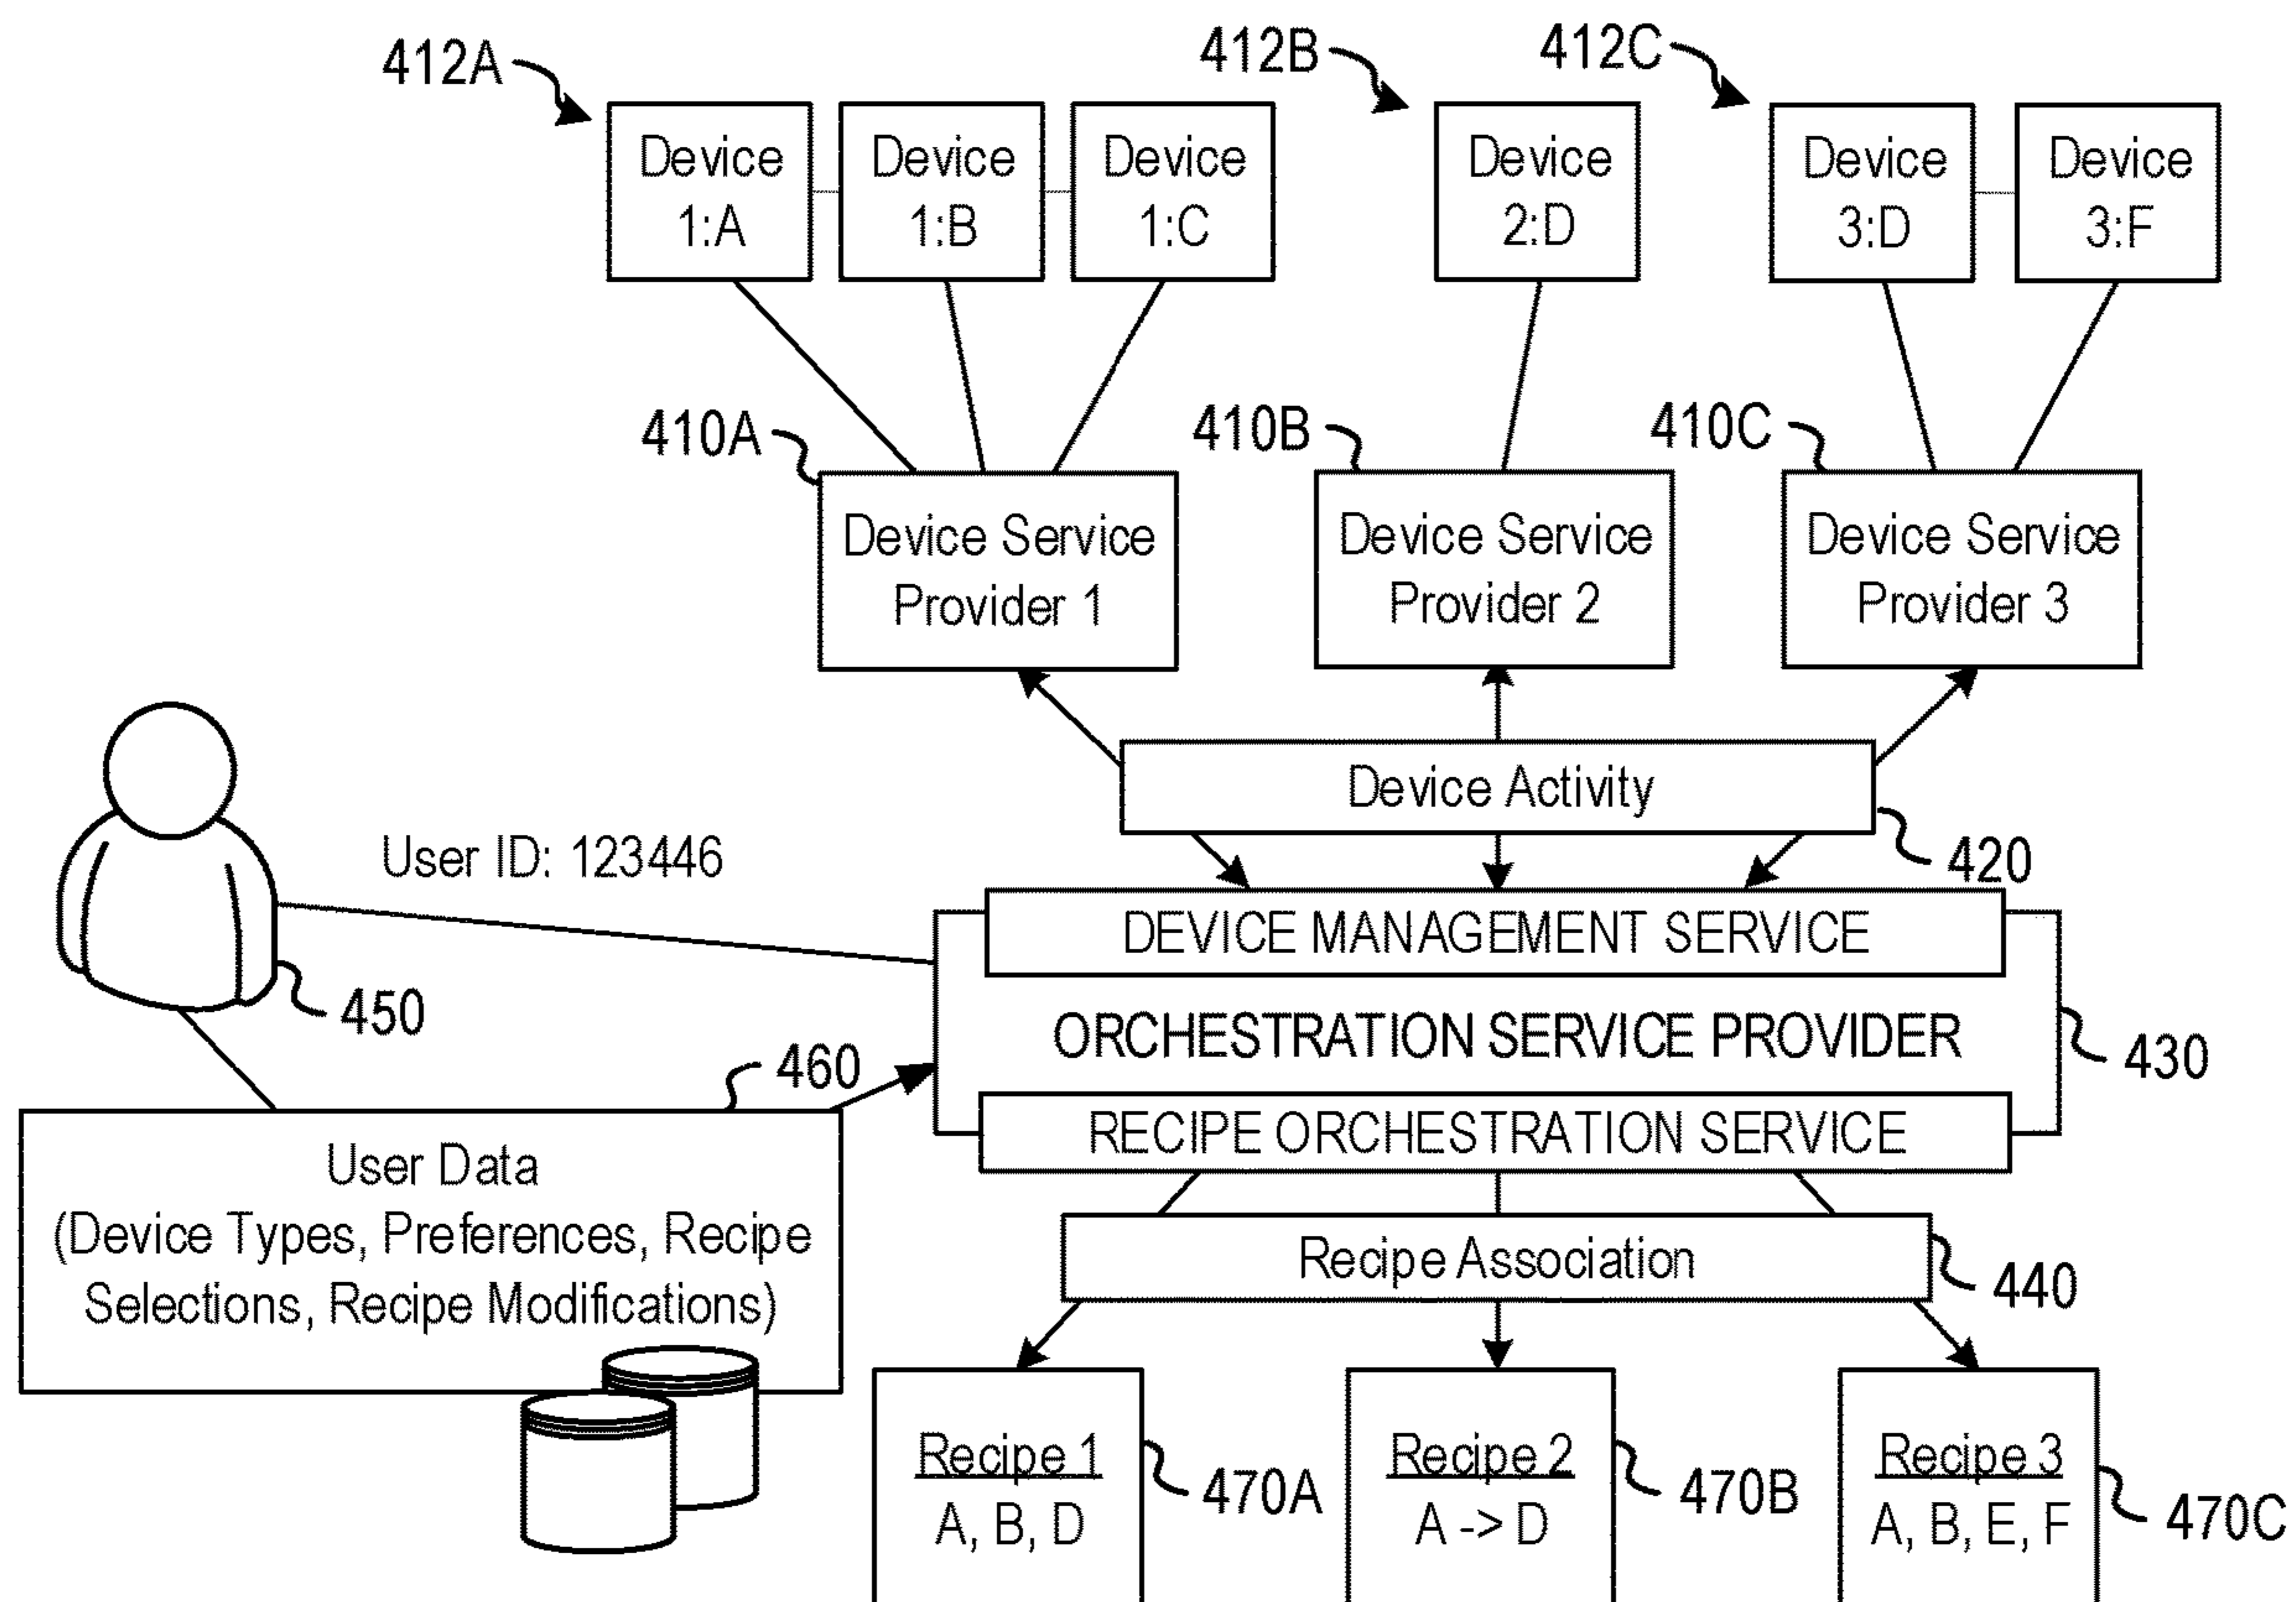 412A
412B
412C
Device
1:A
Device
1:B
Device
1:C
Device
2:D
Device
3:D
Device
3:F
410A
410B
410C
Device Service
Provider 1
Device Service
Provider 2
Device Service
Provider 3
Device Activity
420
User ID: 123446
DEVICE MANAGEMENT SERVICE
450
ORCHESTRATION SERVICE PROVIDER
430
460
RECIPE ORCHESTRATION SERVICE
User Data
(Device Types, Preferences, Recipe
Selections, Recipe Modifications)
Recipe Association
440
Recipe 1
A, B, D
470A
Recipe 2
A -> D
470B
Recipe 3
A, B, E, F
470C